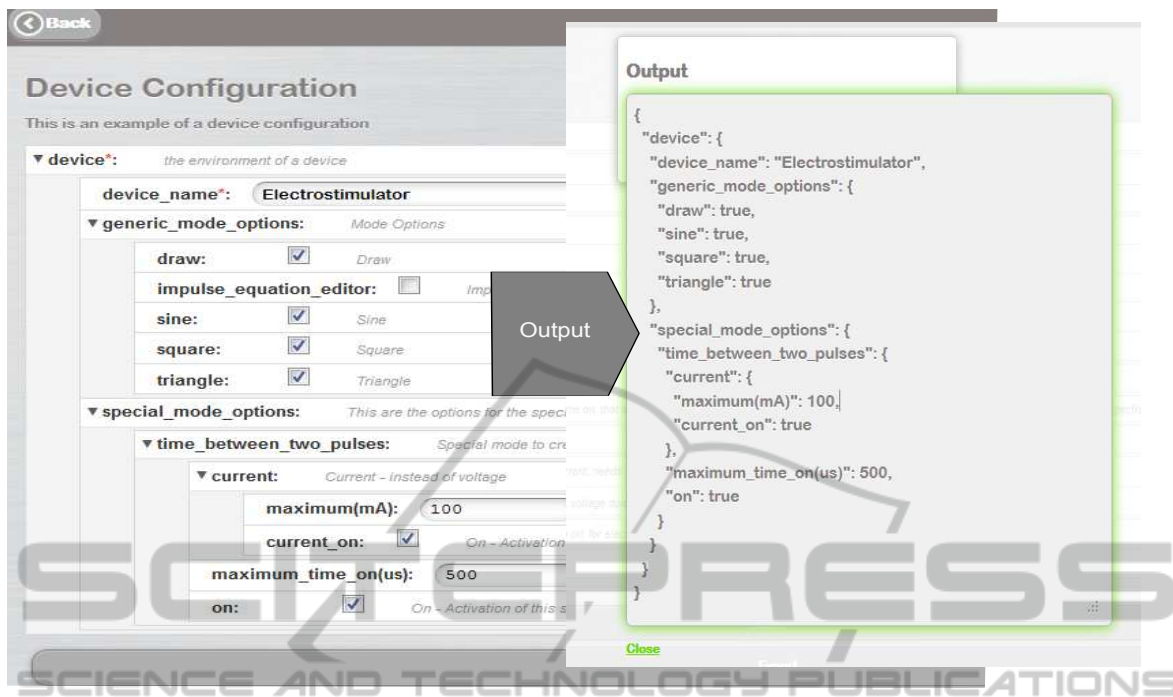 Back
Device Configuration
This is an example of a device configuration
device*: the environment of a device
device_name*: Electrostimulator
generic_mode_options: Mode Options
draw: Draw
impulse_equation_editor: Imp
sine: Sine
square: Square
triangle: Triangle
special_mode_options: This are the options for the spec
time_between_two_pulses: Special mode to cre
current: Current - instead of voltage
maximum(mA): 100
current_on: On - Activation
maximum_time_on(us): 500
on: On - Activation of this s
Output
Output
{
"device": {
"device_name": "Electrostimulator",
"generic_mode_options": {
"draw": true,
"sine": true,
"square": true,
"triangle": true
},
"special_mode_options": {
"time_between_two_pulses": {
"current": {
"maximum(mA)": 100,
"current_on": true
},
"maximum_time_on(us)": 500,
"on": true
}
}
}
}
Close
SCITEPRESS
SCIENCE AND TECHNOLOGY PUBLICATIONS